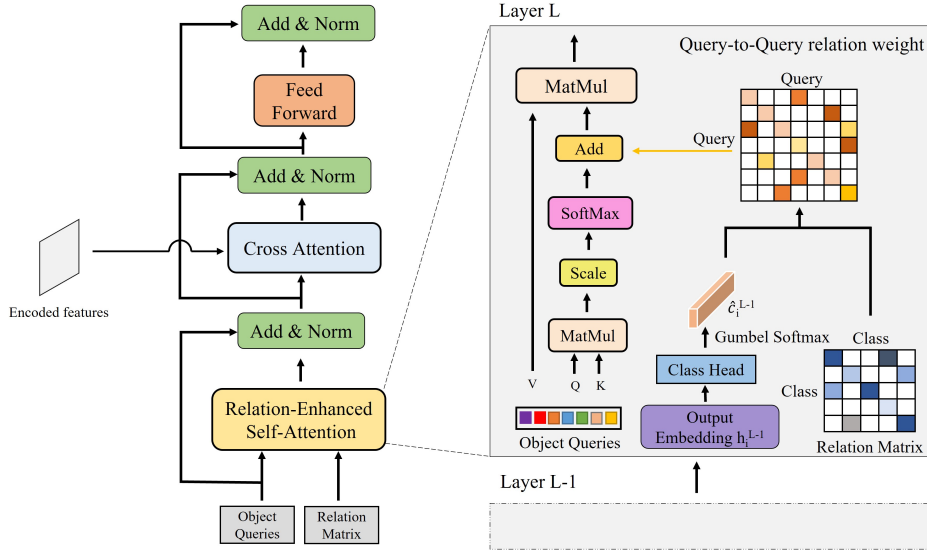 Add & Norm
Feed
Forward
Add & Norm
Cross Attention
Encoded features
Add & Norm
Relation-Enhanced
Self-Attention
Object
Queries
Relation
Matrix
Layer L
Query-to-Query relation weight
MatMul
Query
Add
Query
SoftMax
Scale
MatMul
ĉᵢᴸ⁻¹
Gumbel Softmax
V
Q
K
Class Head
Class
Class
Object Queries
Output
Embedding hᵢᴸ⁻¹
Relation Matrix
Layer L-1